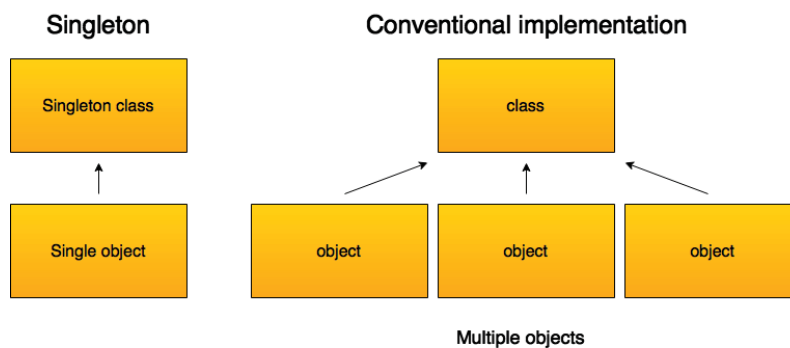 Singleton
Conventional implementation
Singleton class
class
Single object
object
object
object
Multiple objects